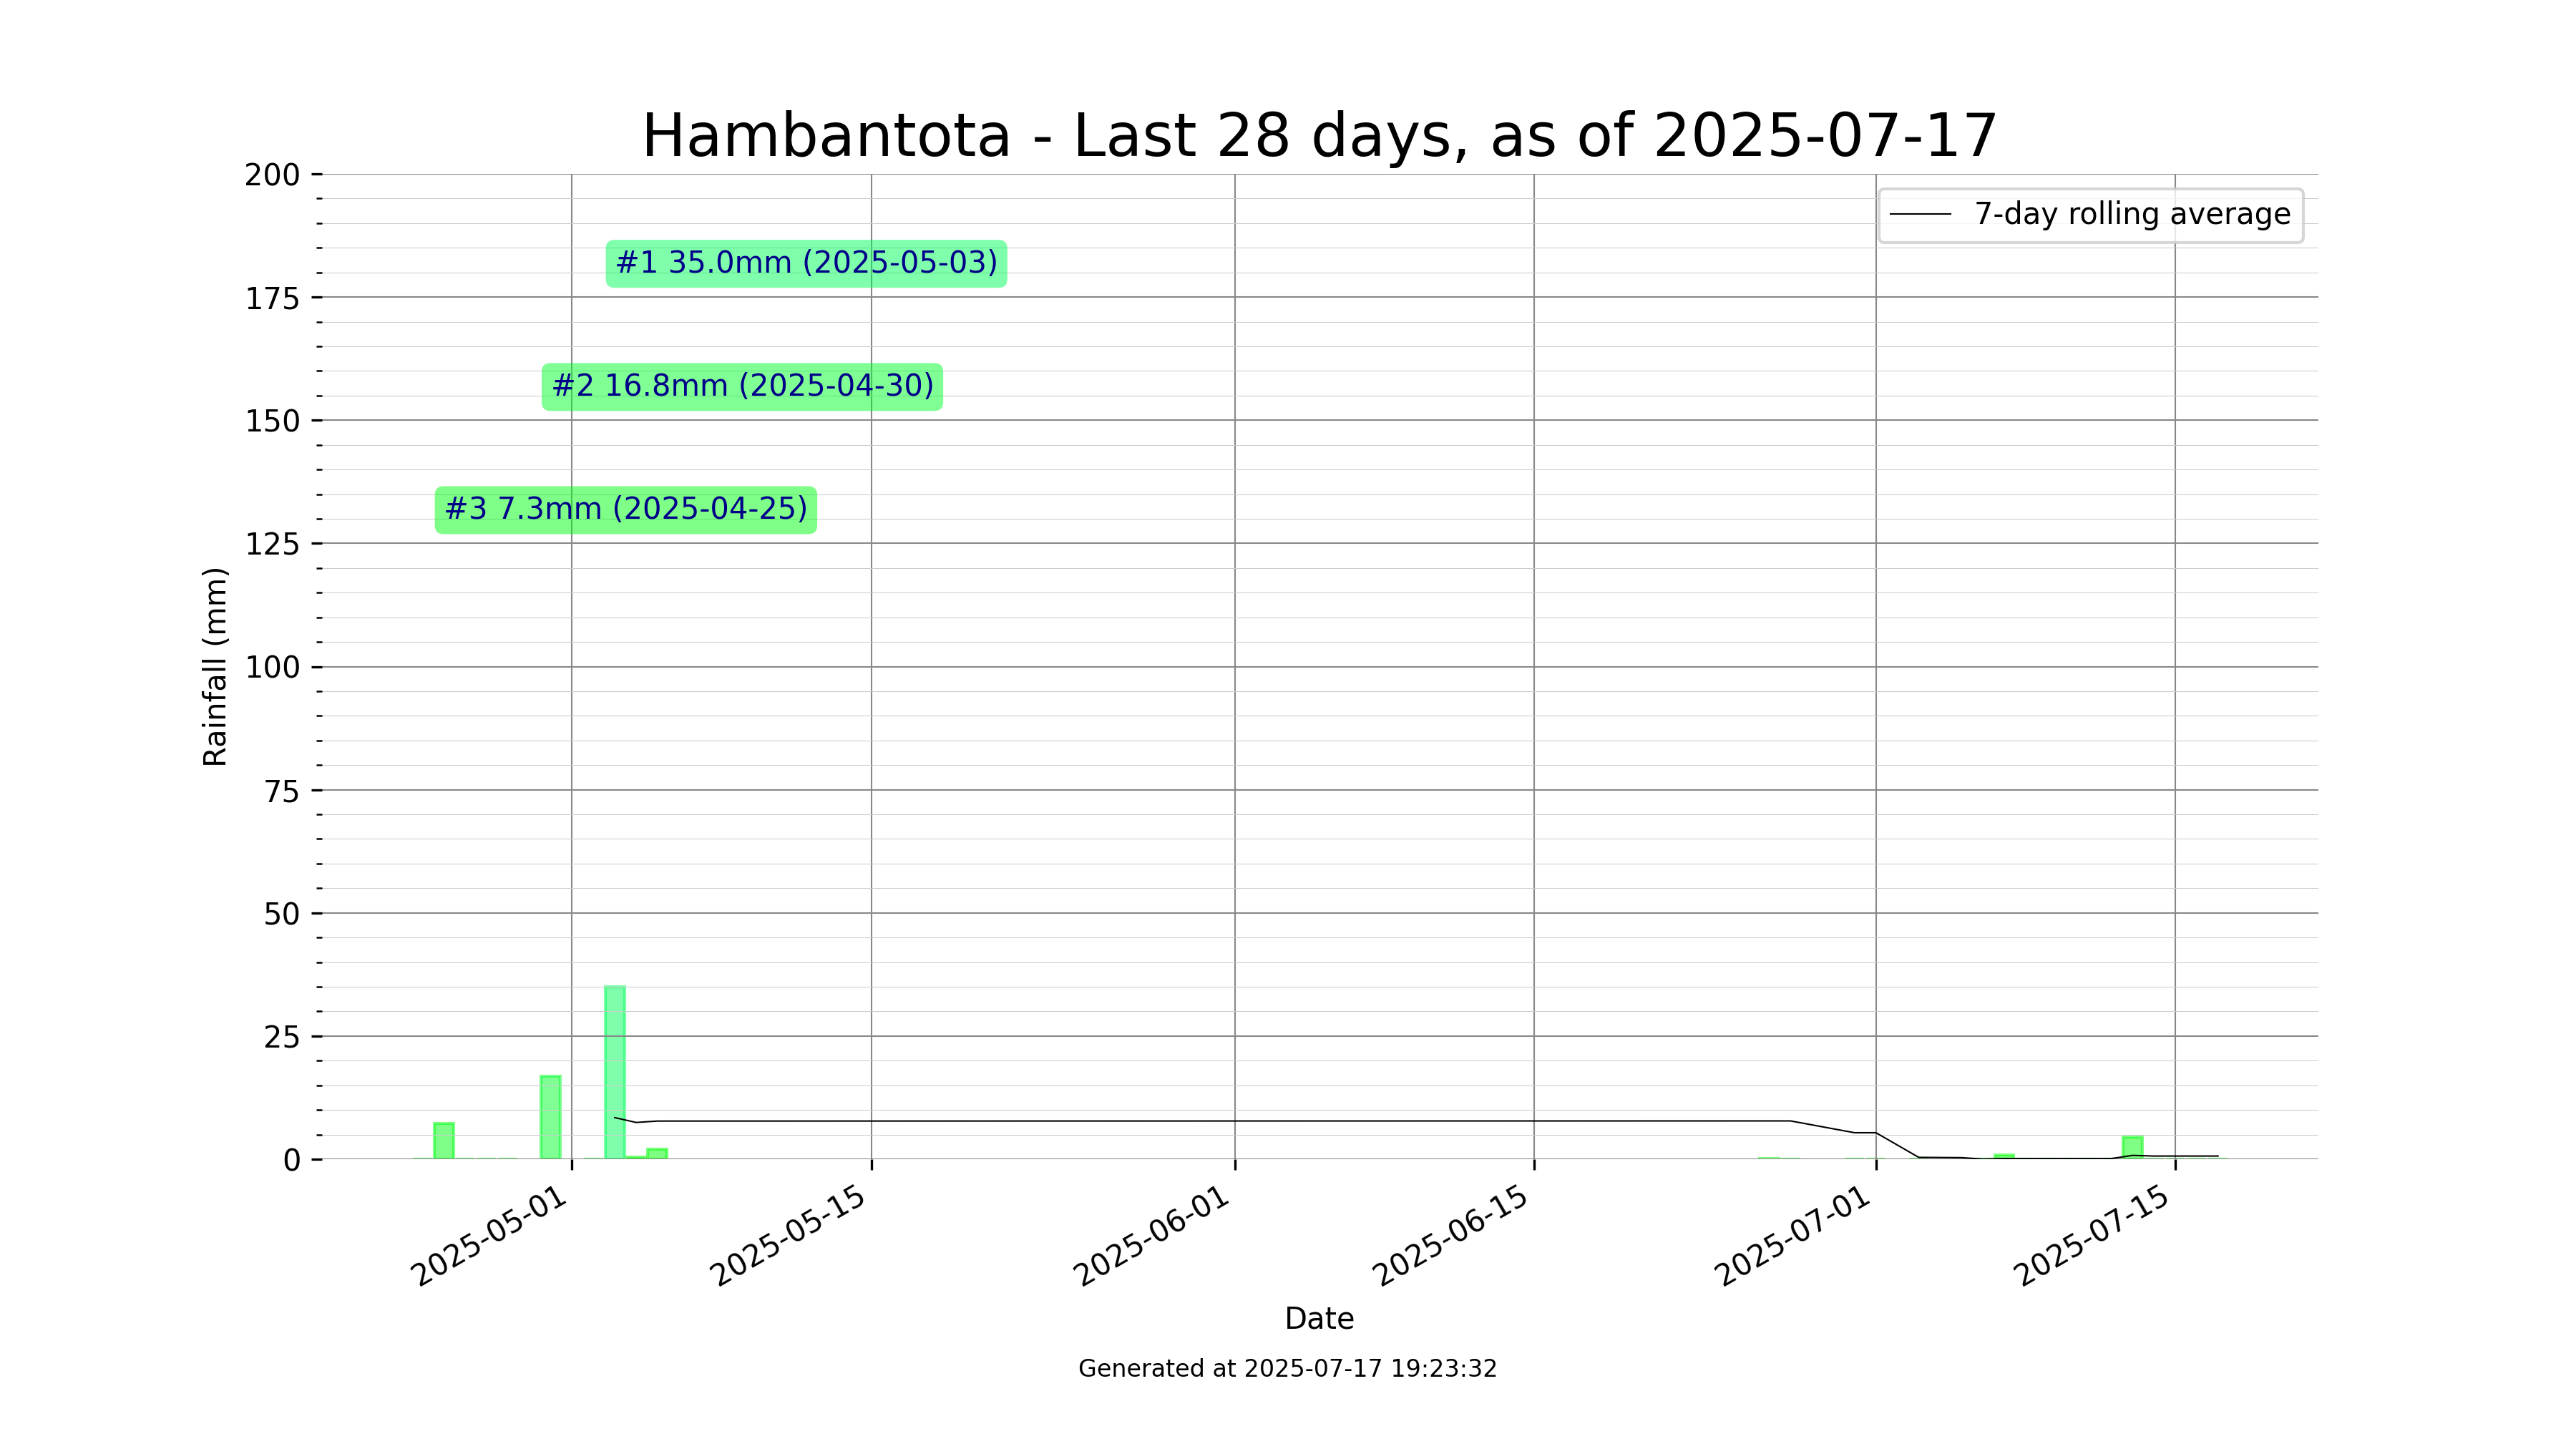 Hambantota - Last 28 days, as of 2025-07-17
7-day rolling average
#1 35.0mm (2025-05-03)
#2 16.8mm (2025-04-30)
#3 7.3mm (2025-04-25)
Rainfall (mm)
200
175
150
125
100
75
50
25
0
2025-05-01
2025-05-15
2025-06-01
2025-06-15
2025-07-01
2025-07-15
Date
Generated at 2025-07-17 19:23:32